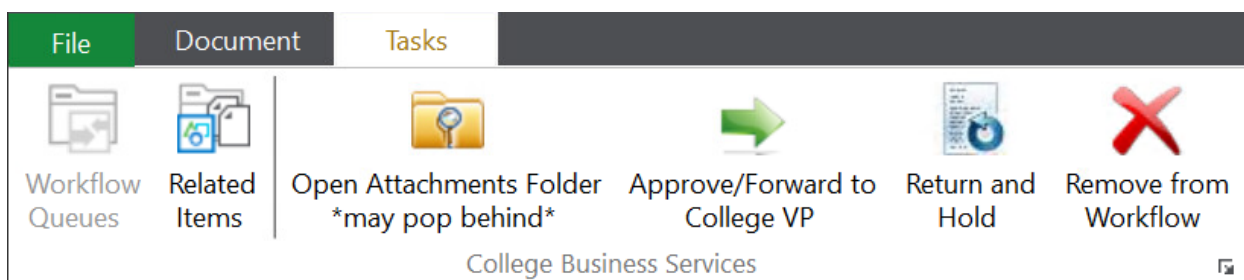 File Document Tasks
Workflow Related Open Attachments Folder Approve/Forward to Return and Remove from
Queues Items *may pop behind* College VP Hold Workflow
College Business Services